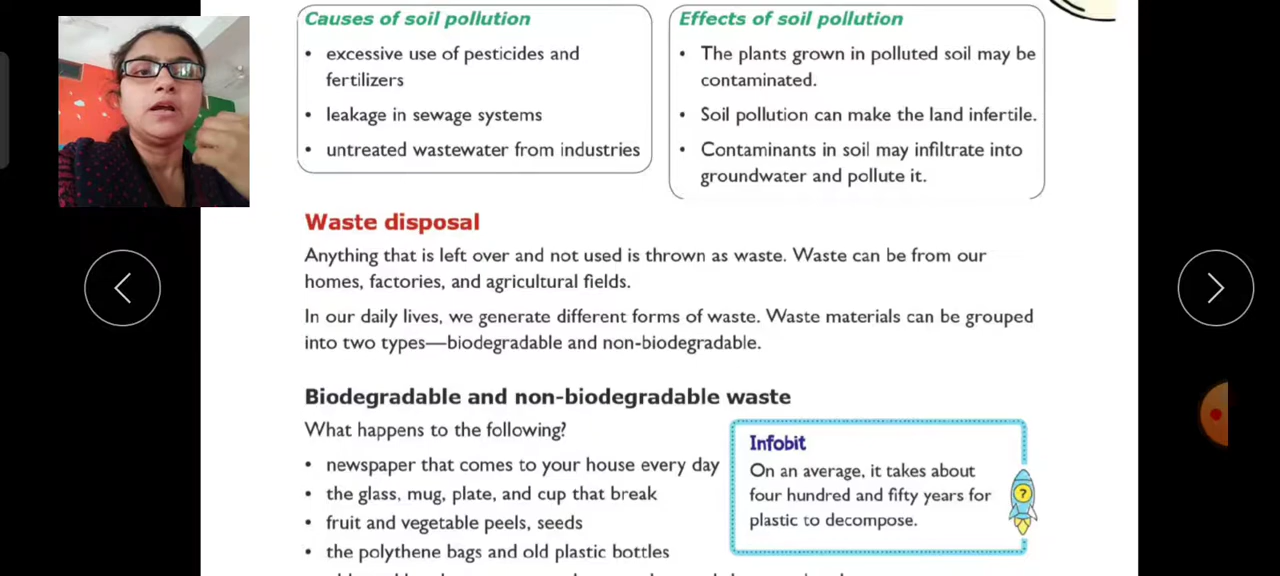 Causes of soil pollution
• excessive use of pesticides and
fertilizers
• leakage in sewage systems
• untreated wastewater from industries
Effects of soil pollution
• The plants grown in polluted soil may be
contaminated.
• Soil pollution can make the land infertile.
• Contaminants in soil may infiltrate into
groundwater and pollute it.
Waste disposal
Anything that is left over and not used is thrown as waste. Waste can be from our
homes, factories, and agricultural fields.
In our daily lives, we generate different forms of waste. Waste materials can be grouped
into two types—biodegradable and non-biodegradable.
Biodegradable and non-biodegradable waste
What happens to the following?
• newspaper that comes to your house every day
• the glass, mug, plate, and cup that break
• fruit and vegetable peels, seeds
• the polythene bags and old plastic bottles
Infobit
On an average, it takes about
four hundred and fifty years for
plastic to decompose.
?